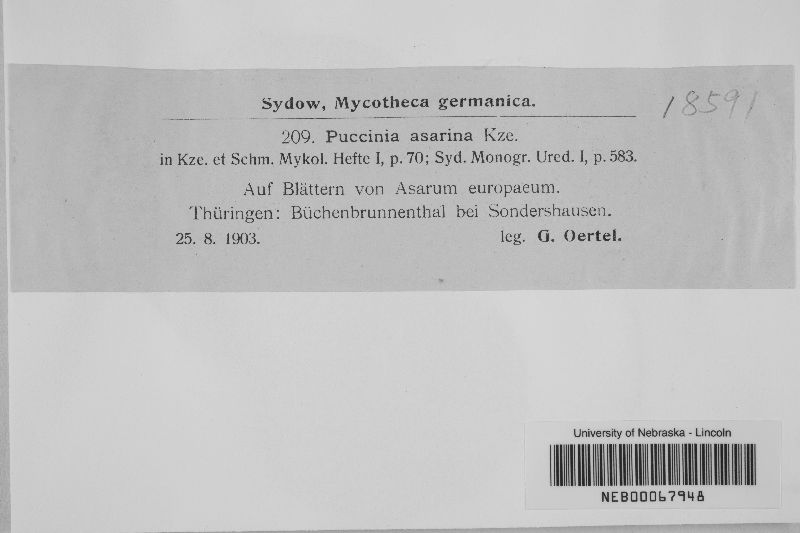 Sydow, Mycotheca germanica.
18591
209. Puccinia asarina Kze.
in Kze. et Schm. Mykol. Hefte I, p. 70; Syd. Monogr. Ured. I, p. 583.
Auf Blättern von Asarum europaeum.
Thüringen: Büchenbrunnenthal bei Sondershausen.
25. 8. 1903. leg. G. Oertel.
University of Nebraska - Lincoln
NEB00067948